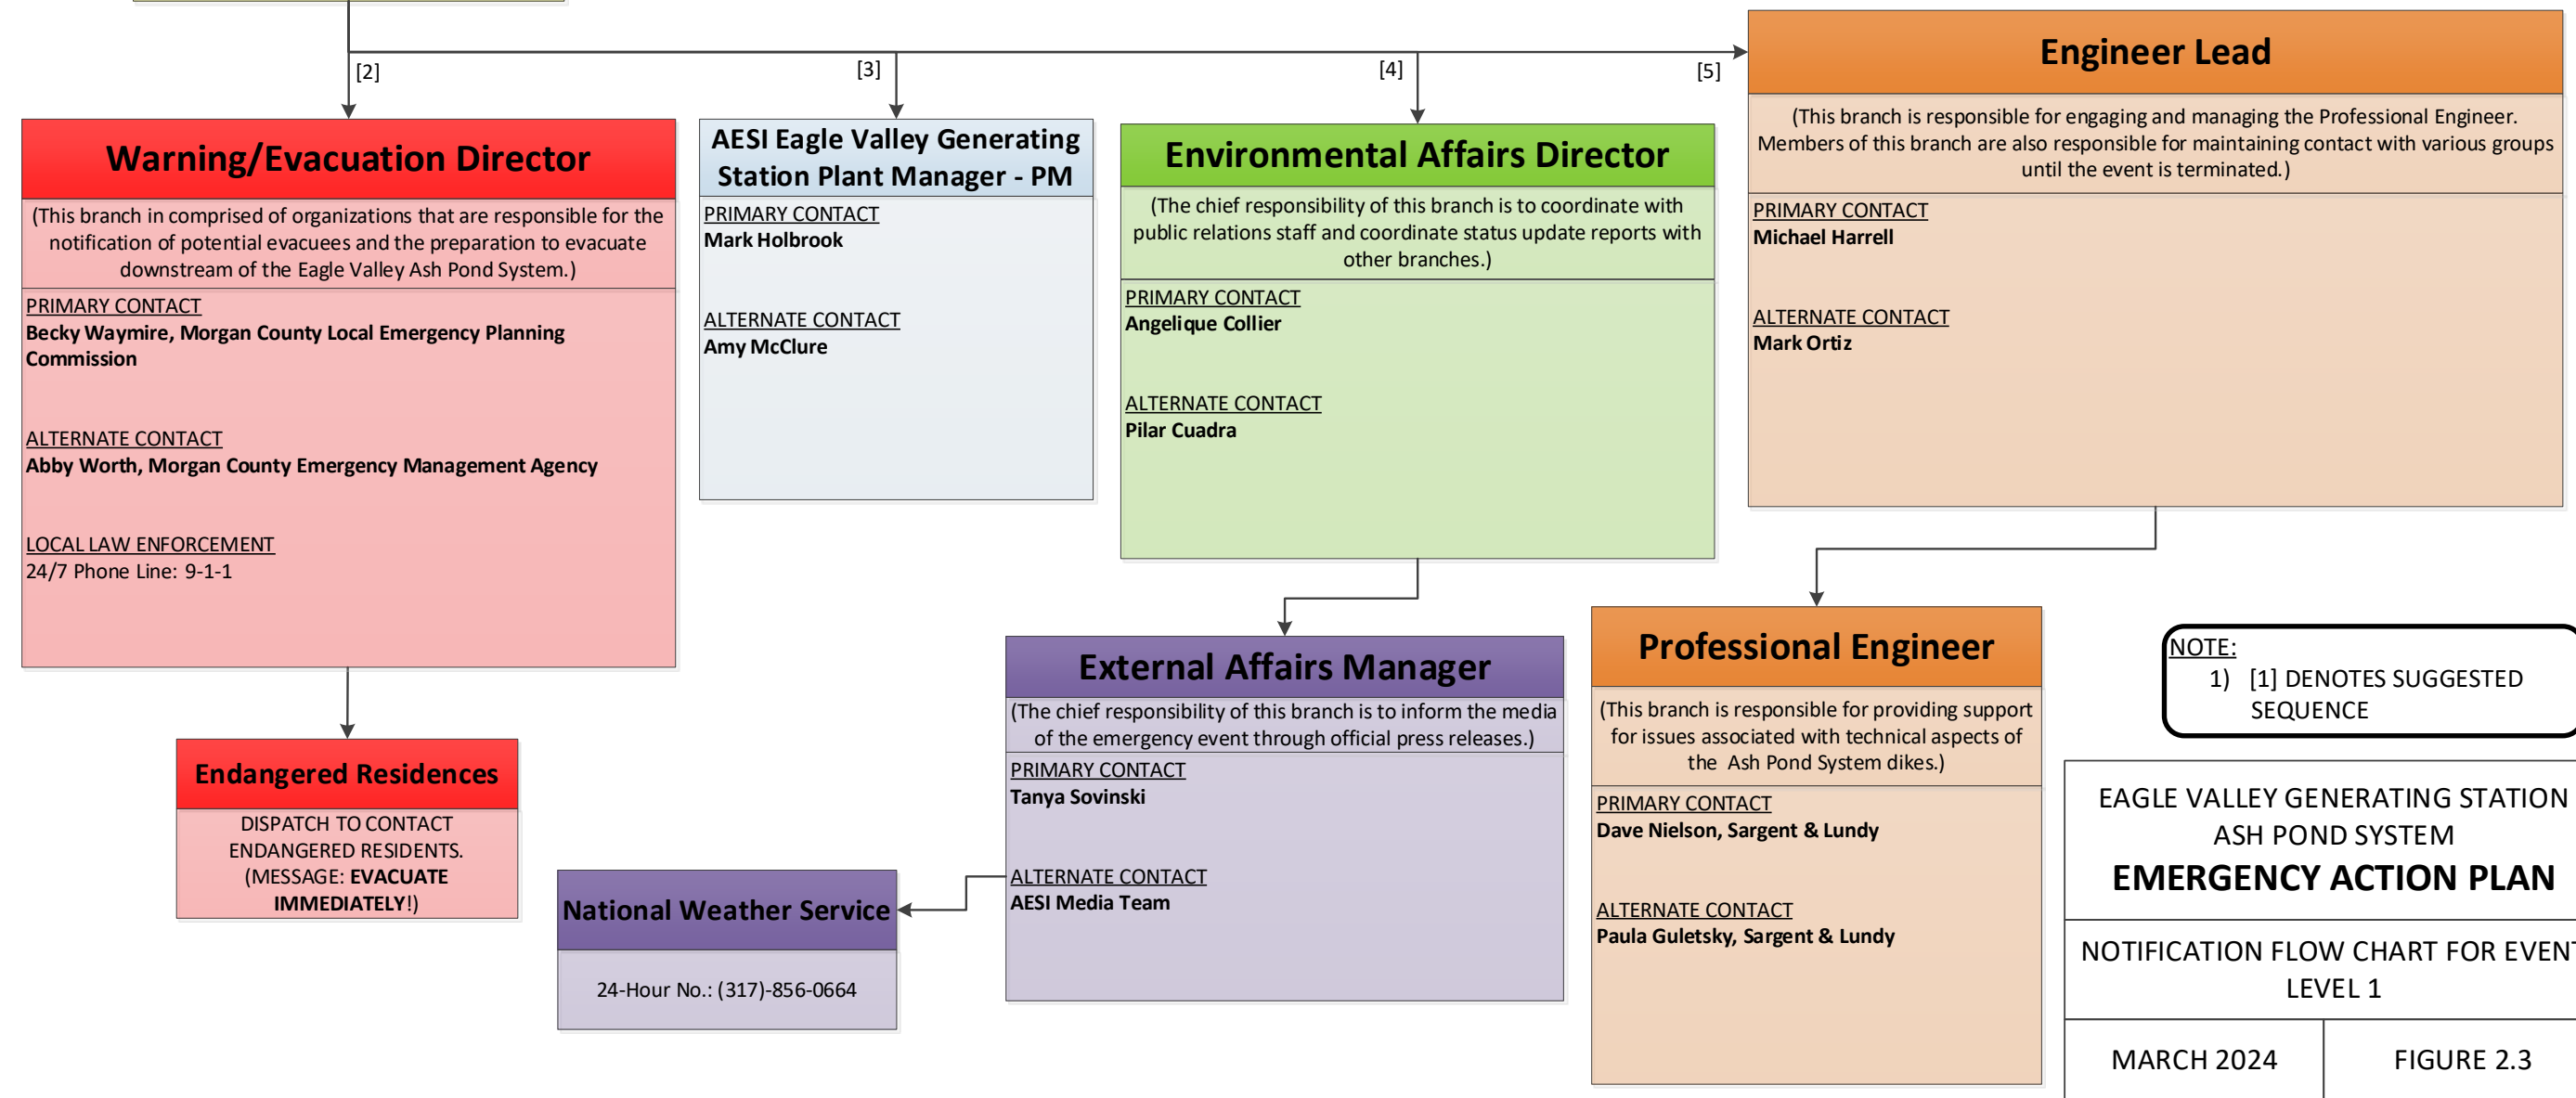 [2]
[3]
[4]
[5]
Warning/Evacuation Director
(This branch in comprised of organizations that are responsible for the
notification of potential evacuees and the preparation to evacuate
downstream of the Eagle Valley Ash Pond System.)
PRIMARY CONTACT
Becky Waymire, Morgan County Local Emergency Planning
Commission
ALTERNATE CONTACT
Abby Worth, Morgan County Emergency Management Agency
LOCAL LAW ENFORCEMENT
24/7 Phone Line: 9-1-1
AESI Eagle Valley Generating
Station Plant Manager - PM
PRIMARY CONTACT
Mark Holbrook
ALTERNATE CONTACT
Amy McClure
Environmental Affairs Director
(The chief responsibility of this branch is to coordinate with
public relations staff and coordinate status update reports with
other branches.)
PRIMARY CONTACT
Angelique Collier
ALTERNATE CONTACT
Pilar Cuadra
Engineer Lead
(This branch is responsible for engaging and managing the Professional Engineer.
Members of this branch are also responsible for maintaining contact with various groups
until the event is terminated.)
PRIMARY CONTACT
Michael Harrell
ALTERNATE CONTACT
Mark Ortiz
Endangered Residences
DISPATCH TO CONTACT
ENDANGERED RESIDENTS.
(MESSAGE: EVACUATE
IMMEDIATELY!)
National Weather Service
24-Hour No.: (317)-856-0664
External Affairs Manager
(The chief responsibility of this branch is to inform the media
of the emergency event through official press releases.)
PRIMARY CONTACT
Tanya Sovinski
ALTERNATE CONTACT
AESI Media Team
Professional Engineer
(This branch is responsible for providing support
for issues associated with technical aspects of
the Ash Pond System dikes.)
PRIMARY CONTACT
Dave Nielson, Sargent & Lundy
ALTERNATE CONTACT
Paula Guletsky, Sargent & Lundy
NOTE:
1) [1] DENOTES SUGGESTED
SEQUENCE
EAGLE VALLEY GENERATING STATION
ASH POND SYSTEM
EMERGENCY ACTION PLAN
NOTIFICATION FLOW CHART FOR EVENT
LEVEL 1
MARCH 2024
FIGURE 2.3